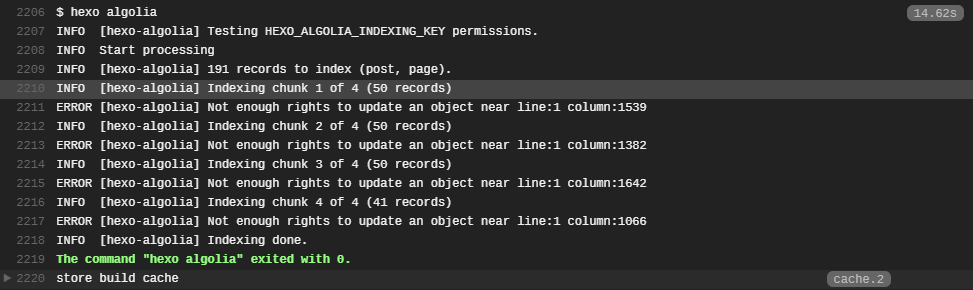 2206 $ hexo algolia 14.62s
2207 INFO  [hexo-algolia] Testing HEXO_ALGOLIA_INDEXING_KEY permissions.
2208 INFO  Start processing
2209 INFO  [hexo-algolia] 191 records to index (post, page).
2210 INFO  [hexo-algolia] Indexing chunk 1 of 4 (50 records)
2211 ERROR [hexo-algolia] Not enough rights to update an object near line:1 column:1539
2212 INFO  [hexo-algolia] Indexing chunk 2 of 4 (50 records)
2213 ERROR [hexo-algolia] Not enough rights to update an object near line:1 column:1382
2214 INFO  [hexo-algolia] Indexing chunk 3 of 4 (50 records)
2215 ERROR [hexo-algolia] Not enough rights to update an object near line:1 column:1642
2216 INFO  [hexo-algolia] Indexing chunk 4 of 4 (41 records)
2217 ERROR [hexo-algolia] Not enough rights to update an object near line:1 column:1066
2218 INFO  [hexo-algolia] Indexing done.
2219 The command "hexo algolia" exited with 0.
2220 store build cache cache.2